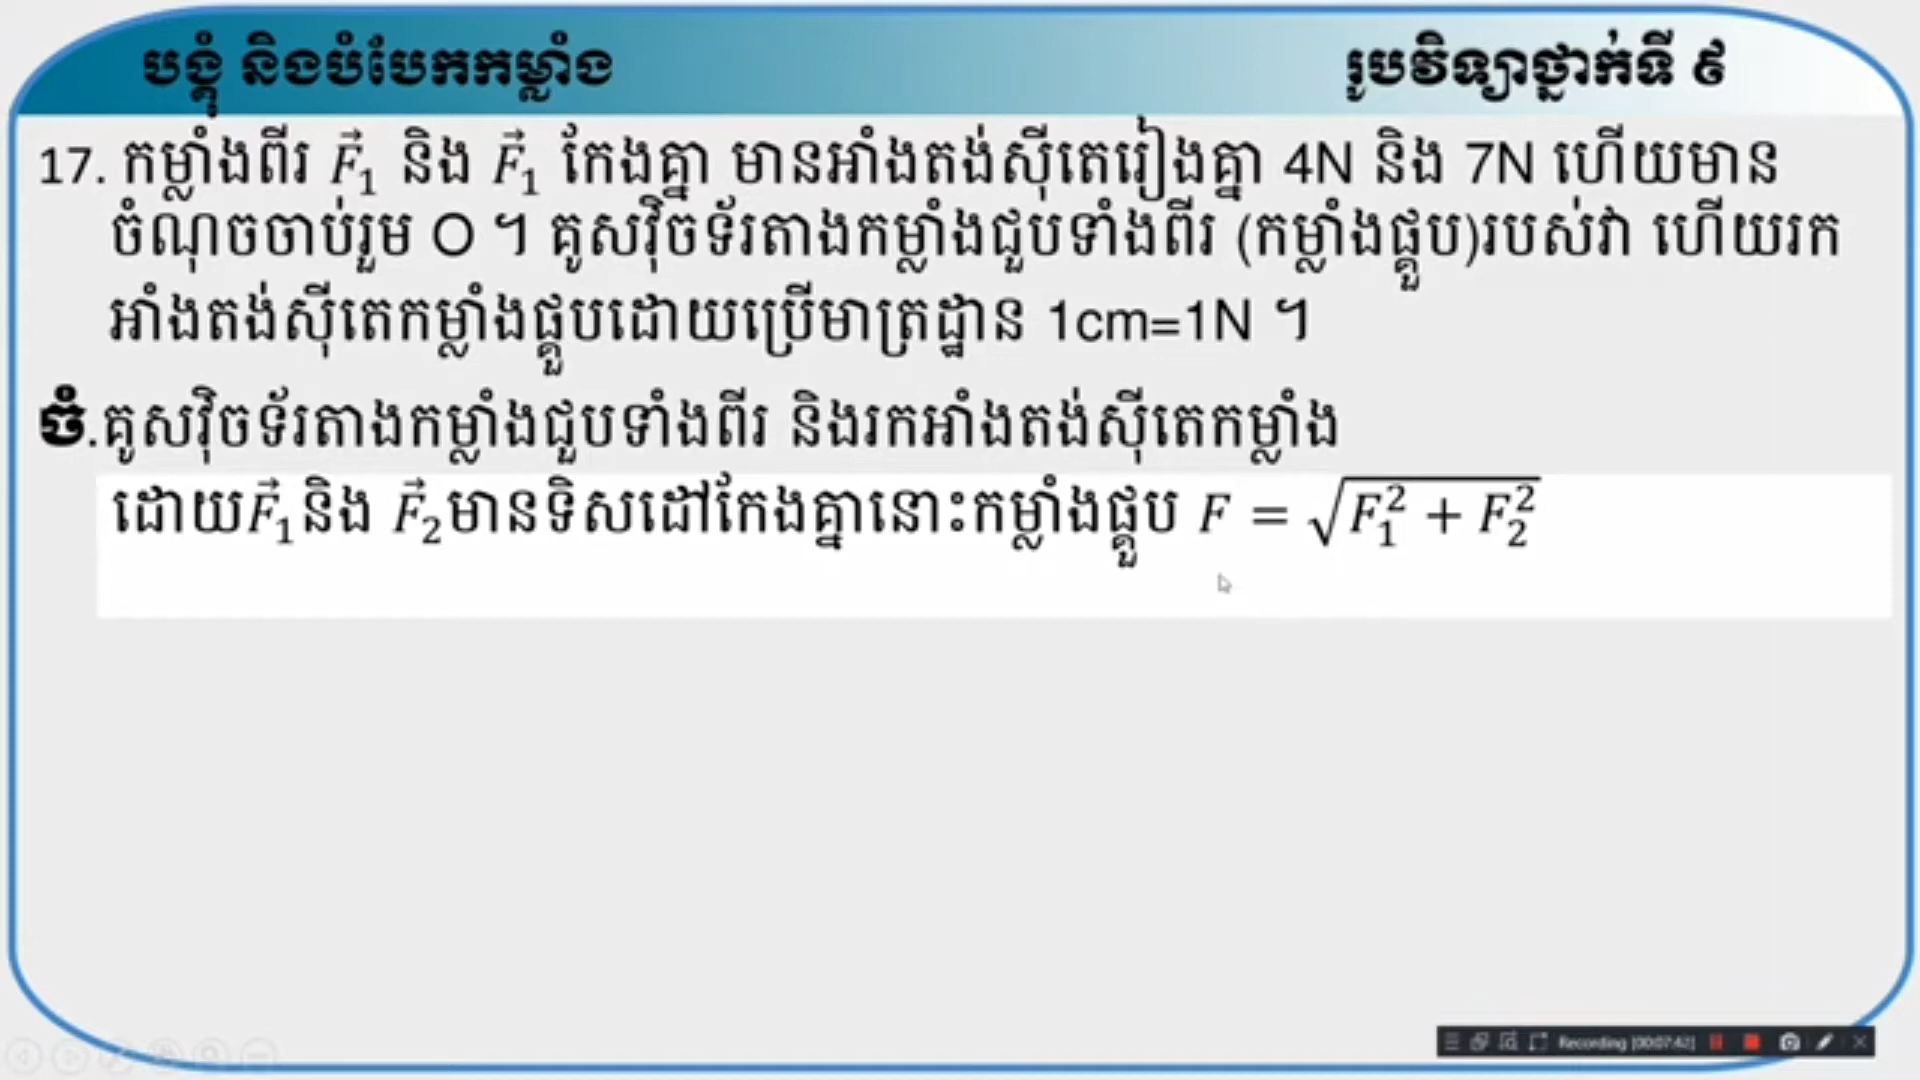 បង្គុំ និងបំបែកកម្លាំង
រូបវិទ្យាថ្នាក់ទី ៩
17. កម្លាំងពីរ F⃗₁ និង F⃗₁ កែងគ្នា មានអាំងតង់ស៊ីតេរៀងគ្នា 4N និង 7N ហើយមាន
ចំណុចចាប់រួម O ។ គូសវ៉ិចទ័រតាងកម្លាំងជួបទាំងពីរ (កម្លាំងផ្គួប)របស់វា ហើយរក
អាំងតង់ស៊ីតេកម្លាំងផ្គួបដោយប្រើមាត្រដ្ឋាន 1cm=1N ។
ចំ.គូសវ៉ិចទ័រតាងកម្លាំងជួបទាំងពីរ និងរកអាំងតង់ស៊ីតេកម្លាំង
ដោយF⃗₁និង F⃗₂មានទិសដៅកែងគ្នានោះកម្លាំងផ្គួប F = √(F₁² + F₂²)
Recording [00:07:42]